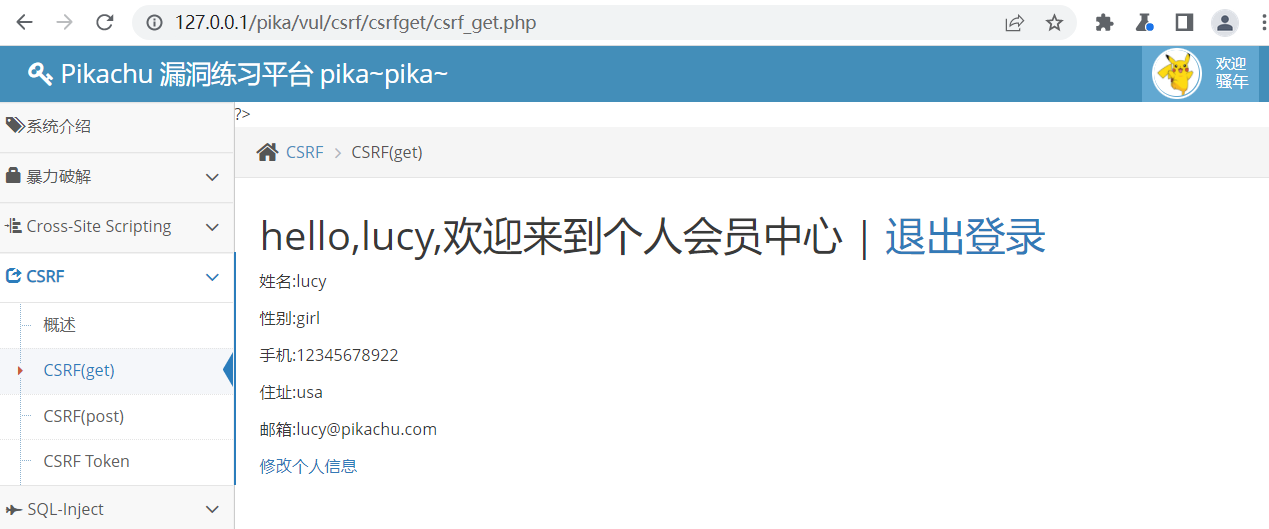 127.0.0.1/pika/vul/csrf/csrfget/csrf_get.php
Pikachu 漏洞练习平台 pika~pika~
欢迎
骚年
系统介绍
暴力破解
Cross-Site Scripting
CSRF
概述
CSRF(get)
CSRF(post)
CSRF Token
SQL-Inject
?>
CSRF > CSRF(get)
hello,lucy,欢迎来到个人会员中心 | 退出登录
姓名:lucy
性别:girl
手机:12345678922
住址:usa
邮箱:lucy@pikachu.com
修改个人信息